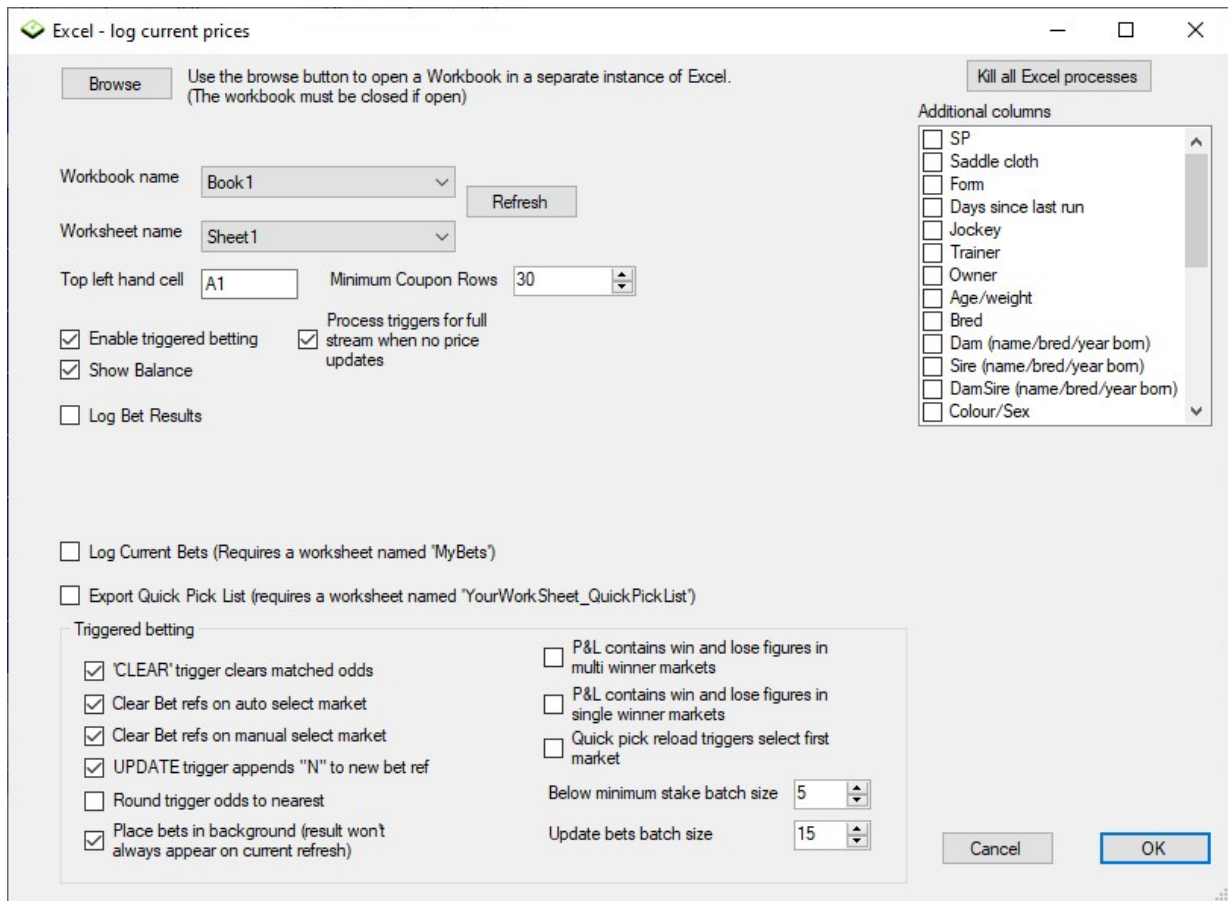 Excel - log current prices
Browse
Use the browse button to open a Workbook in a separate instance of Excel.
(The workbook must be closed if open)
Kill all Excel processes
Additional columns
SP
Saddle cloth
Form
Days since last run
Jockey
Trainer
Owner
Age/weight
Bred
Dam (name/bred/year born)
Sire (name/bred/year born)
DamSire (name/bred/year born)
Colour/Sex
Workbook name
Book1
Refresh
Worksheet name
Sheet1
Top left hand cell
A1
Minimum Coupon Rows
30
Enable triggered betting
Process triggers for full
stream when no price
updates
Show Balance
Log Bet Results
Log Current Bets (Requires a worksheet named 'MyBets')
Export Quick Pick List (requires a worksheet named 'YourWorkSheet_QuickPickList')
Triggered betting
'CLEAR' trigger clears matched odds
Clear Bet refs on auto select market
Clear Bet refs on manual select market
UPDATE trigger appends "N" to new bet ref
Round trigger odds to nearest
Place bets in background (result won't
always appear on current refresh)
P&L contains win and lose figures in
multi winner markets
P&L contains win and lose figures in
single winner markets
Quick pick reload triggers select first
market
Below minimum stake batch size
5
Update bets batch size
15
Cancel
OK